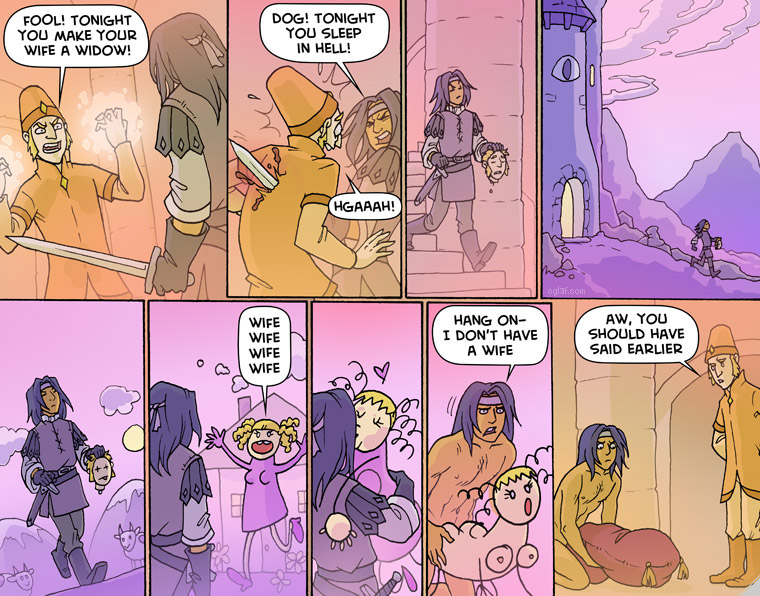 FOOL! TONIGHT
YOU MAKE YOUR
WIFE A WIDOW!
DOG! TONIGHT
YOU SLEEP
IN HELL!
HGAAAH!
oglaf.com
WIFE
WIFE
WIFE
WIFE
HANG ON–
I DON'T HAVE
A WIFE
AW, YOU
SHOULD HAVE
SAID EARLIER